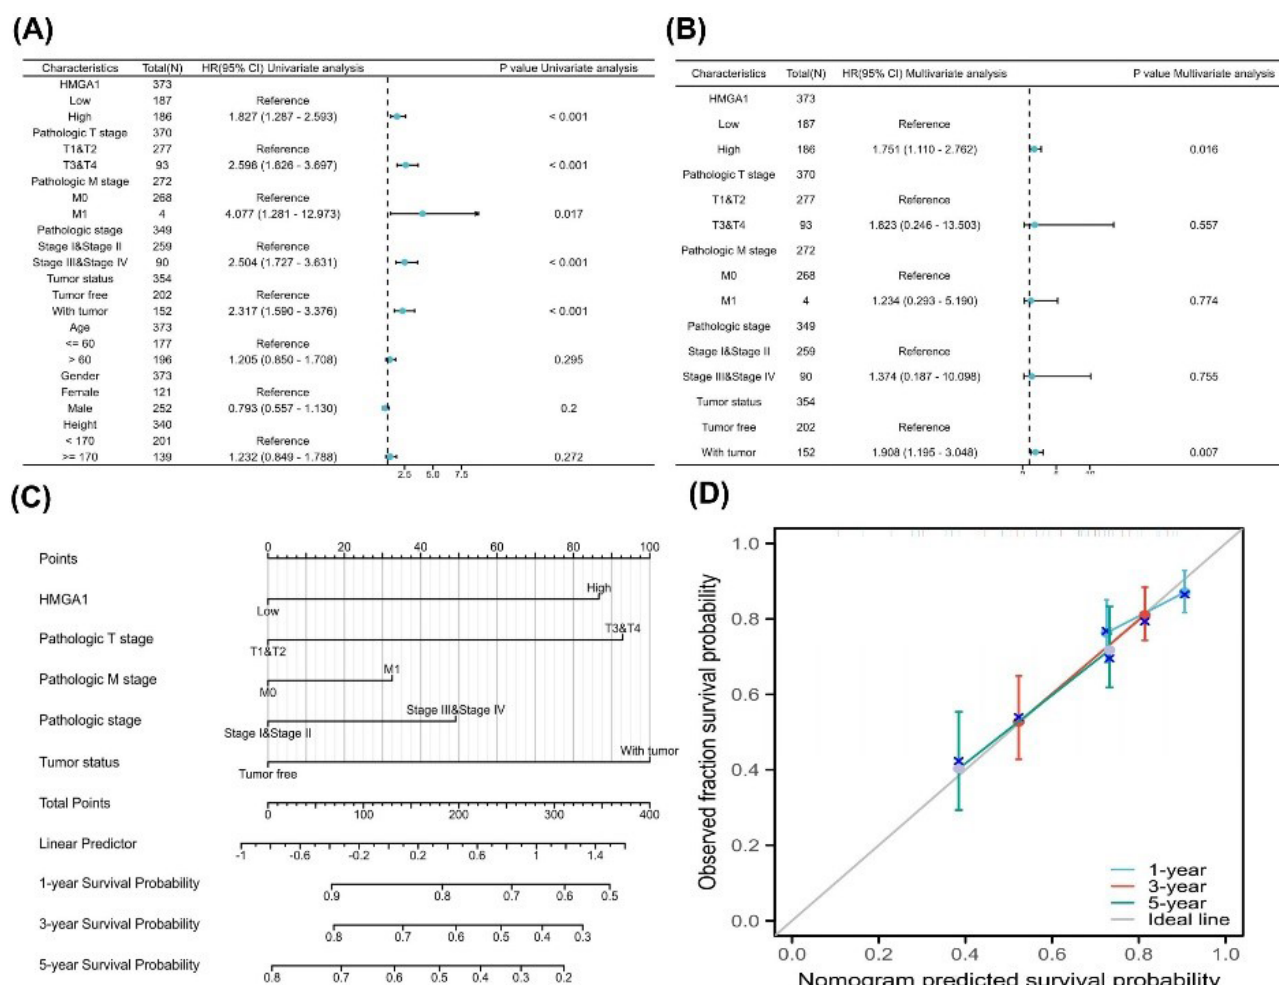 (A)
Characteristics Total(N) HR(95% CI) Univariate analysis P value Univariate analysis
HMGA1 373
Low 187 Reference
High 186 1.827 (1.287 - 2.593) < 0.001
Pathologic T stage 370
T1&T2 277 Reference
T3&T4 93 2.598 (1.826 - 3.697) < 0.001
Pathologic M stage 272
M0 268 Reference
M1 4 4.077 (1.281 - 12.973) 0.017
Pathologic stage 349
Stage I&Stage II 259 Reference
Stage III&Stage IV 90 2.504 (1.727 - 3.631) < 0.001
Tumor status 354
Tumor free 202 Reference
With tumor 152 2.317 (1.590 - 3.376) < 0.001
Age 373
<= 60 177 Reference
> 60 196 1.205 (0.850 - 1.708) 0.295
Gender 373
Female 121 Reference
Male 252 0.793 (0.557 - 1.130) 0.2
Height 340
< 170 201 Reference
>= 170 139 1.232 (0.849 - 1.788) 0.272
2.5 5.0 7.5
(B)
Characteristics Total(N) HR(95% CI) Multivariate analysis P value Multivariate analysis
HMGA1 373
Low 187 Reference
High 186 1.751 (1.110 - 2.762) 0.016
Pathologic T stage 370
T1&T2 277 Reference
T3&T4 93 1.823 (0.246 - 13.503) 0.557
Pathologic M stage 272
M0 268 Reference
M1 4 1.234 (0.293 - 5.190) 0.774
Pathologic stage 349
Stage I&Stage II 259 Reference
Stage III&Stage IV 90 1.374 (0.187 - 10.098) 0.755
Tumor status 354
Tumor free 202 Reference
With tumor 152 1.908 (1.195 - 3.048) 0.007
(C)
Points 0 20 40 60 80 100
HMGA1 Low High
Pathologic T stage T1&T2 T3&T4
Pathologic M stage M0 M1
Pathologic stage Stage I&Stage II Stage III&Stage IV
Tumor status Tumor free With tumor
Total Points 0 100 200 300 400
Linear Predictor -1 -0.6 -0.2 0.2 0.6 1 1.4
1-year Survival Probability 0.9 0.8 0.7 0.6 0.5
3-year Survival Probability 0.8 0.7 0.6 0.5 0.4 0.3
5-year Survival Probability 0.8 0.7 0.6 0.5 0.4 0.3 0.2
(D)
Observed fraction survival probability
1.0
0.8
0.6
0.4
0.2
0.0
1-year
3-year
5-year
Ideal line
0.0 0.2 0.4 0.6 0.8 1.0
Nomogram predicted survival probability